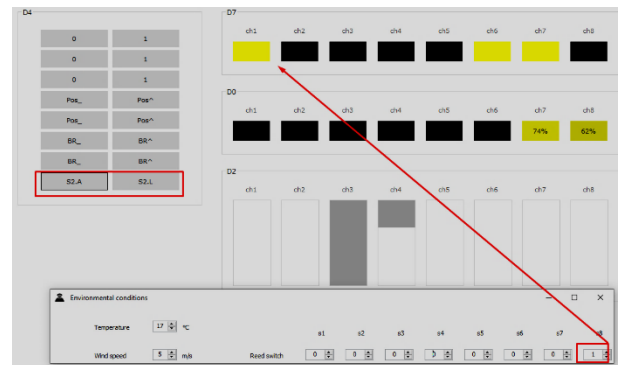 D4
0 1
0 1
0 1
Pos_ Pos^
Pos_ Pos^
BR_ BR^
BR_ BR^
S2.A S2.L
D7
ch1 ch2 ch3 ch4 ch5 ch6 ch7 ch8
D0
ch1 ch2 ch3 ch4 ch5 ch6 ch7 ch8
74% 62%
D2
ch1 ch2 ch3 ch4 ch5 ch6 ch7 ch8
Environmental conditions
Temperature 17 °C
s1 s2 s3 s4 s5 s6 s7 s8
Wind speed 5 m/s Reed switch 0 0 0 0 0 0 0 1